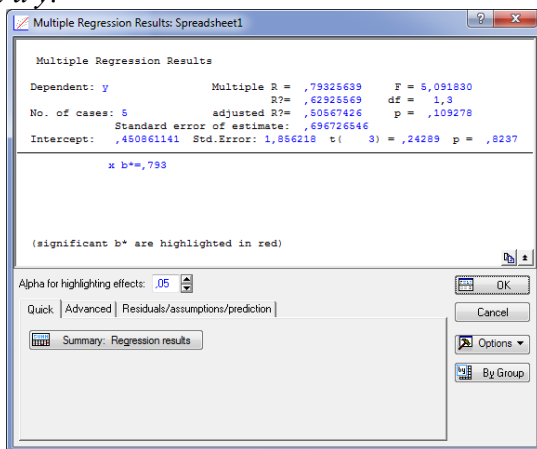 Multiple Regression Results: Spreadsheet1
Multiple Regression Results
Dependent: y Multiple R = ,79325639 F = 5,091830
R?= ,62925569 df = 1,3
No. of cases: 5 adjusted R?= ,50567426 p = ,109278
Standard error of estimate: ,696726546
Intercept: ,450861141 Std.Error: 1,856218 t( 3) = ,24289 p = ,8237
x b*=,793
(significant b* are highlighted in red)
Alpha for highlighting effects: ,05
OK
Quick Advanced Residuals/assumptions/prediction
Cancel
Summary: Regression results
Options
By Group